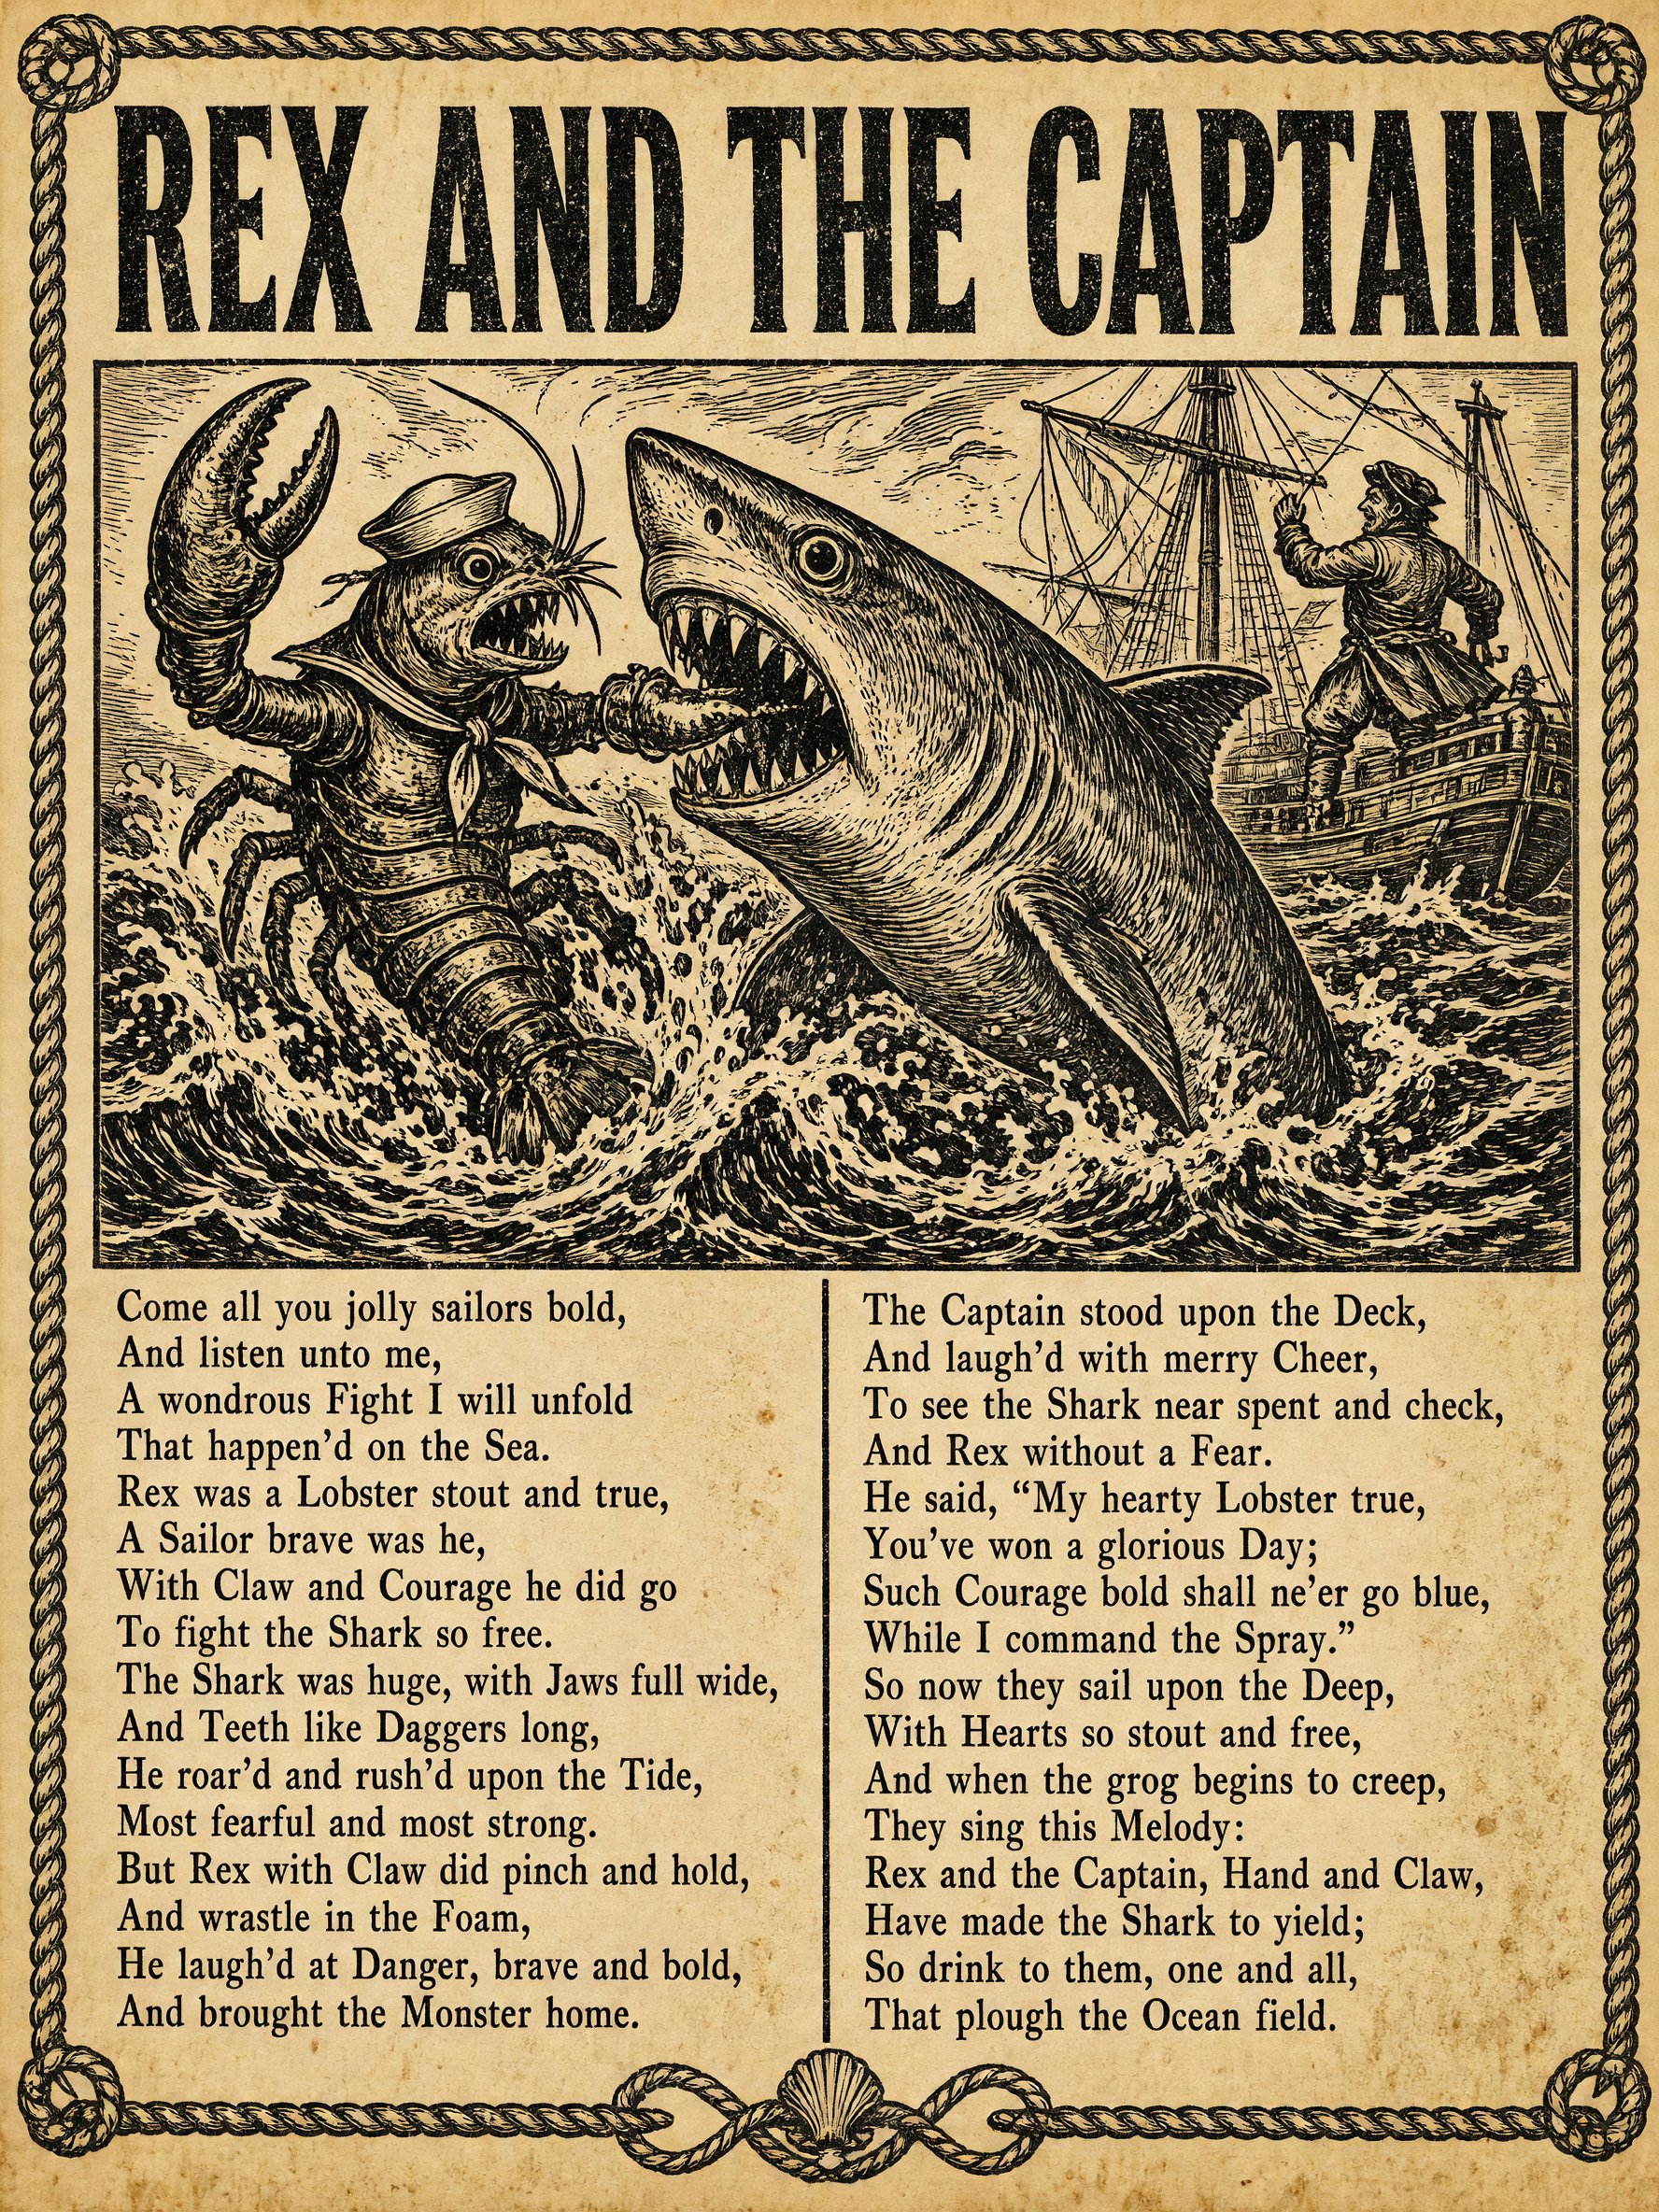 REX AND THE CAPTAIN
Come all you jolly sailors bold,
And listen unto me,
A wondrous Fight I will unfold
That happen’d on the Sea.
Rex was a Lobster stout and true,
A Sailor brave was he,
With Claw and Courage he did go
To fight the Shark so free.
The Shark was huge, with Jaws full wide,
And Teeth like Daggers long,
He roar’d and rush’d upon the Tide,
Most fearful and most strong.
But Rex with Claw did pinch and hold,
And wrastle in the Foam,
He laugh’d at Danger, brave and bold,
And brought the Monster home.
The Captain stood upon the Deck,
And laugh’d with merry Cheer,
To see the Shark near spent and check,
And Rex without a Fear.
He said, “My hearty Lobster true,
You’ve won a glorious Day;
Such Courage bold shall ne’er go blue,
While I command the Spray.”
So now they sail upon the Deep,
With Hearts so stout and free,
And when the grog begins to creep,
They sing this Melody:
Rex and the Captain, Hand and Claw,
Have made the Shark to yield;
So drink to them, one and all,
That plough the Ocean field.